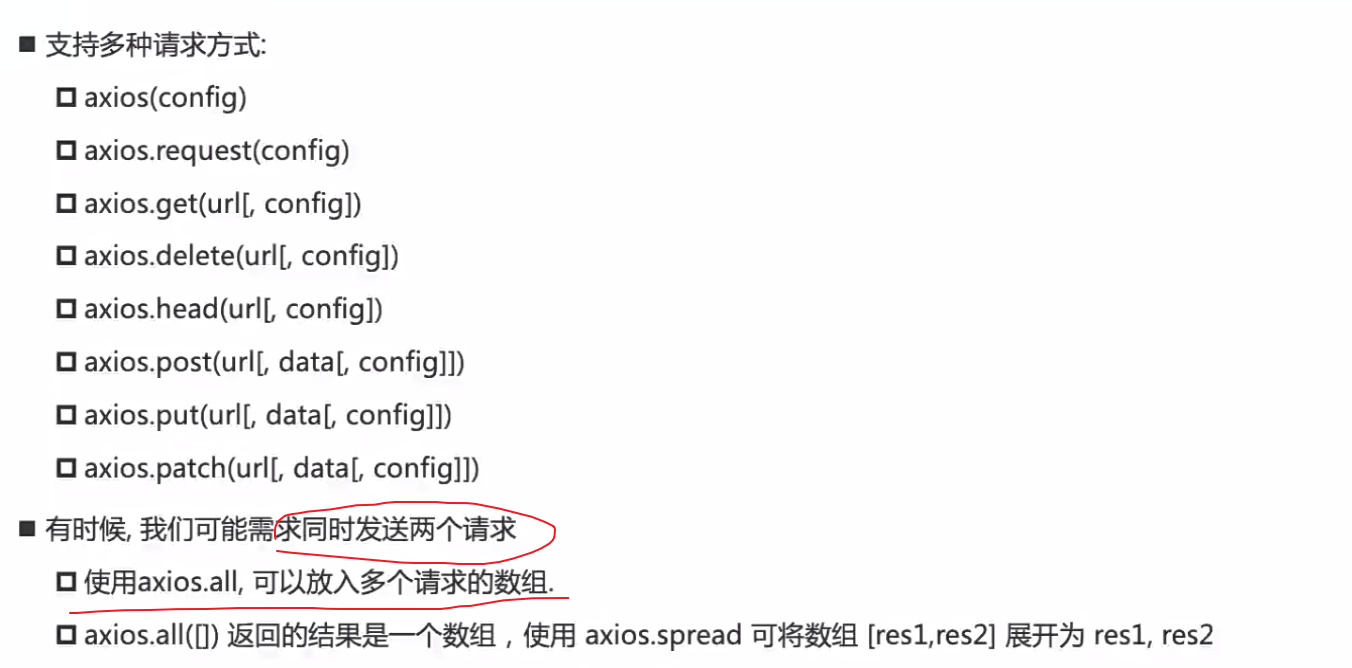 支持多种请求方式:
axios(config)
axios.request(config)
axios.get(url[, config])
axios.delete(url[, config])
axios.head(url[, config])
axios.post(url[, data[, config]])
axios.put(url[, data[, config]])
axios.patch(url[, data[, config]])
有时候, 我们可能需求同时发送两个请求
使用axios.all, 可以放入多个请求的数组.
axios.all([]) 返回的结果是一个数组，使用 axios.spread 可将数组 [res1,res2] 展开为 res1, res2